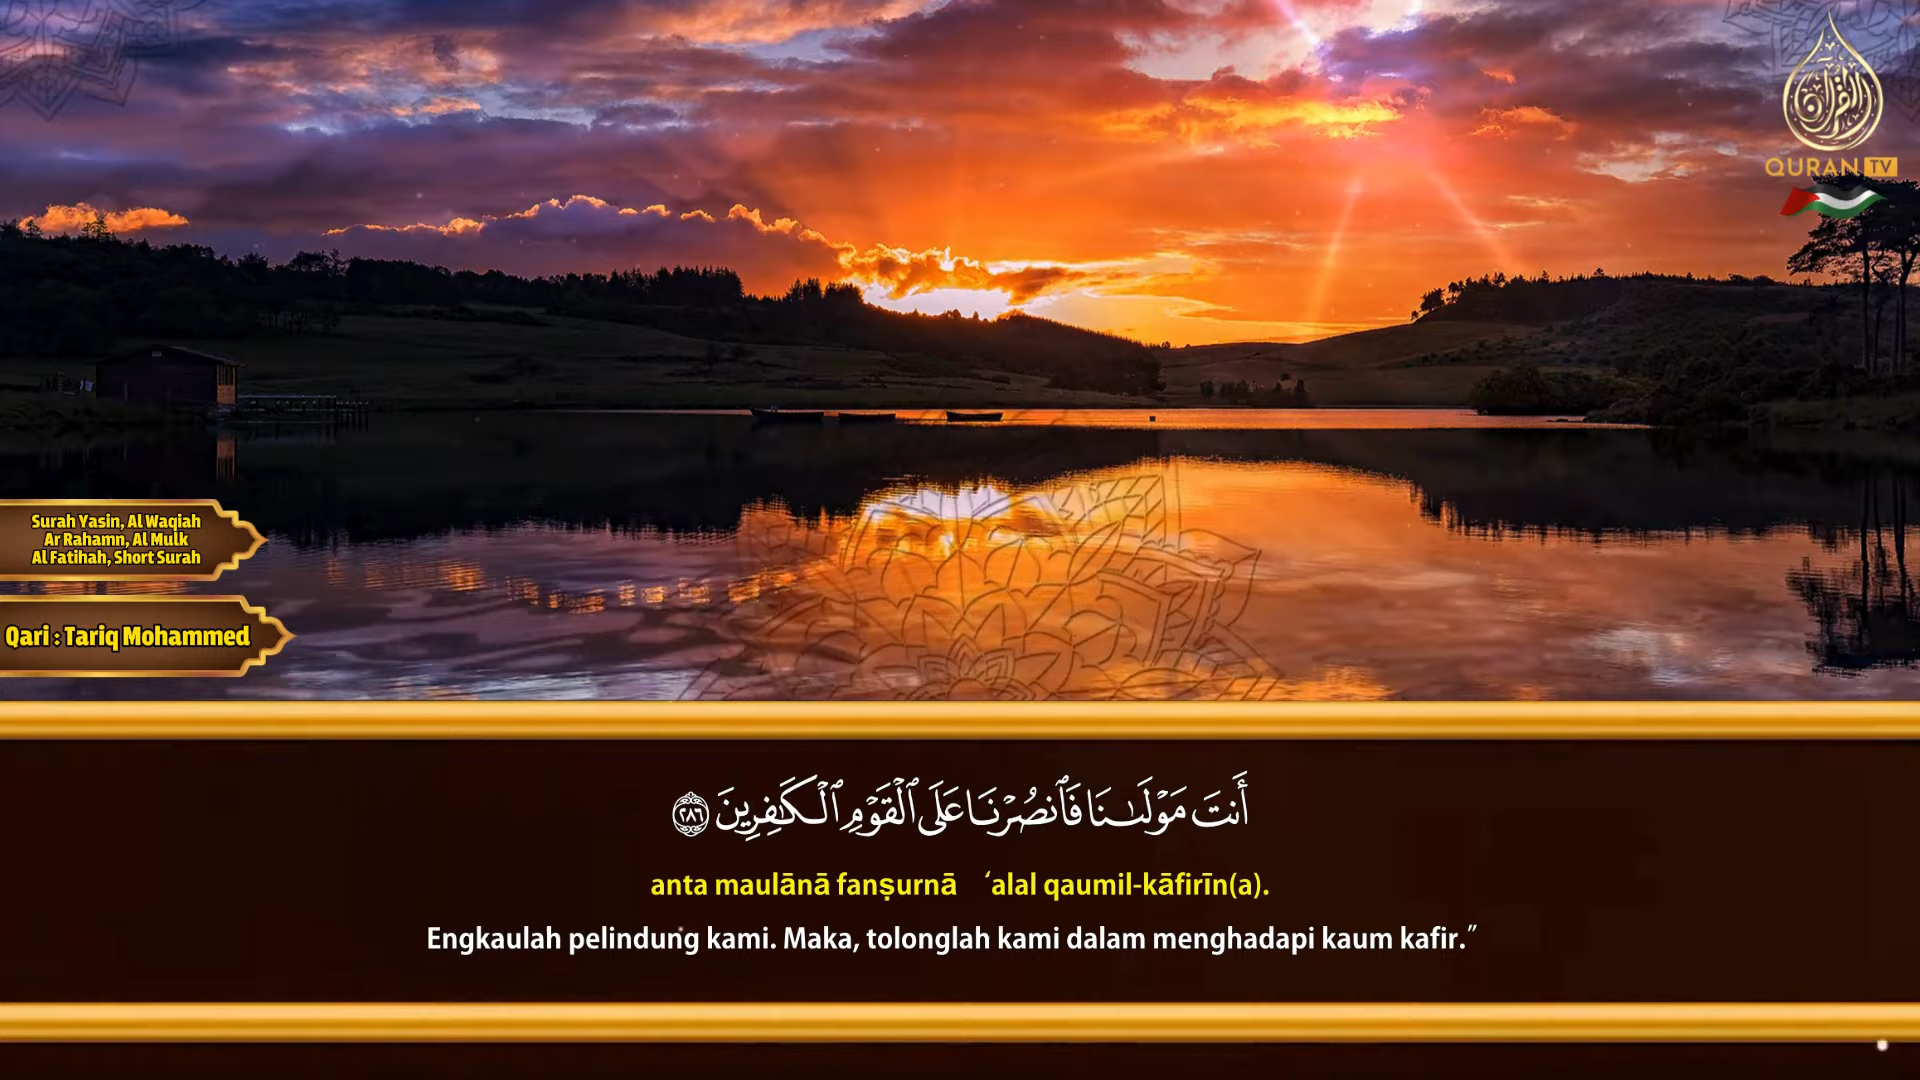 القرآن
QURAN TV
Surah Yasin, Al Waqiah
Ar Rahamn, Al Mulk
Al Fatihah, Short Surah
Qari : Tariq Mohammed
أَنتَ مَوْلَىٰنَا فَٱنصُرْنَا عَلَى ٱلْقَوْمِ ٱلْكَـٰفِرِينَ ٢٨٦
anta maulānā fanṣurnā ‘alal qaumil-kāfirīn(a).
Engkaulah pelindung kami. Maka, tolonglah kami dalam menghadapi kaum kafir.”